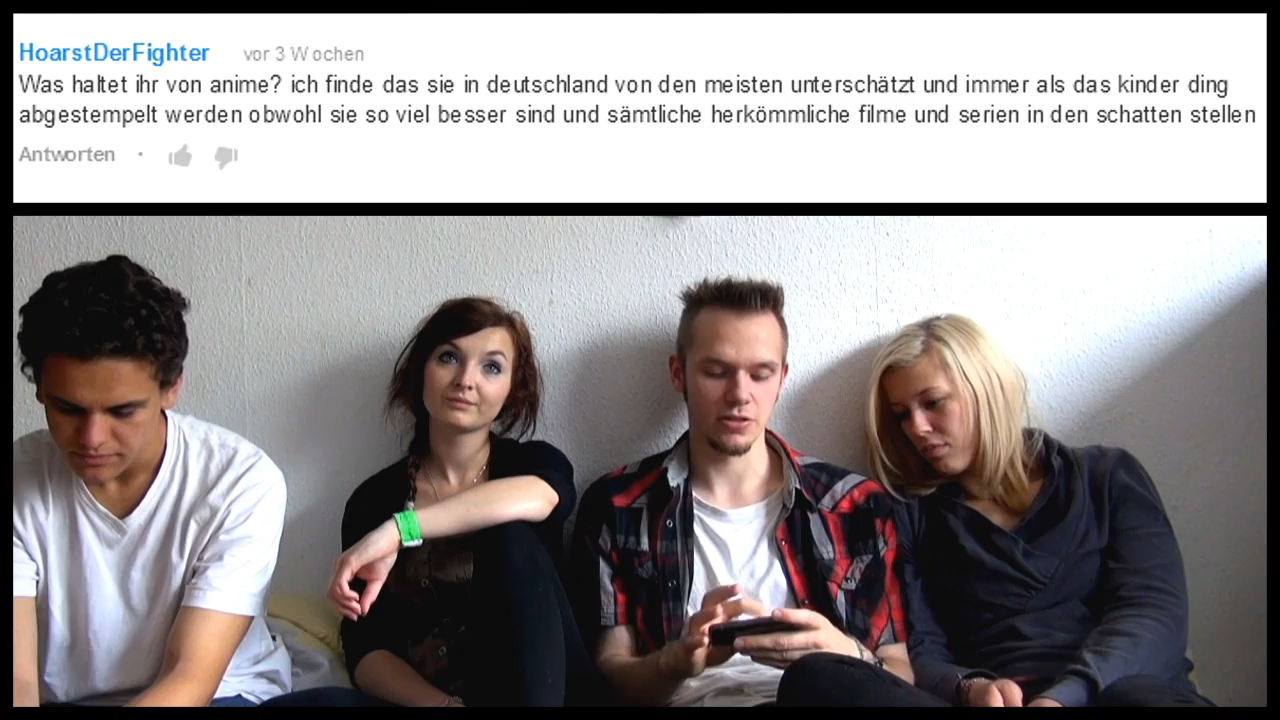 HoarstDerFighter vor 3 Wochen
Was haltet ihr von anime? ich finde das sie in deutschland von den meisten unterschätzt und immer als das kinder ding
abgestempelt werden obwohl sie so viel besser sind und sämtliche herkömmliche filme und serien in den schatten stellen
Antworten ·